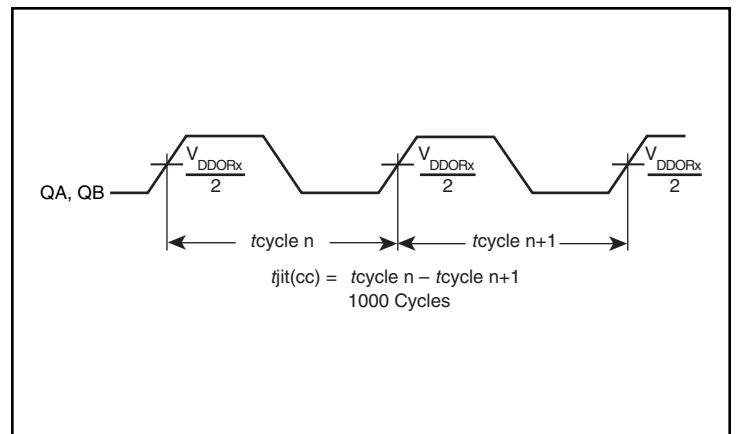 V
DDORx
2
V
DDORx
2
V
DDORx
2
QA, QB
tcycle n
tcycle n+1
tjit(cc) = tcycle n – tcycle n+1
1000 Cycles